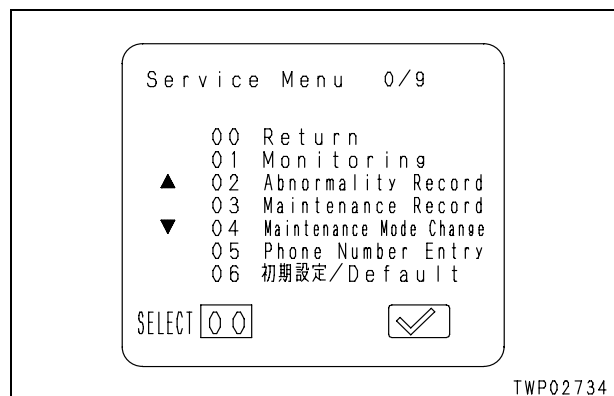 Service Menu 0/9
00 Return
01 Monitoring
▲ 02 Abnormality Record
03 Maintenance Record
▼ 04 Maintenance Mode Change
05 Phone Number Entry
06 初期設定/Default
SELECT 00
TWP02734